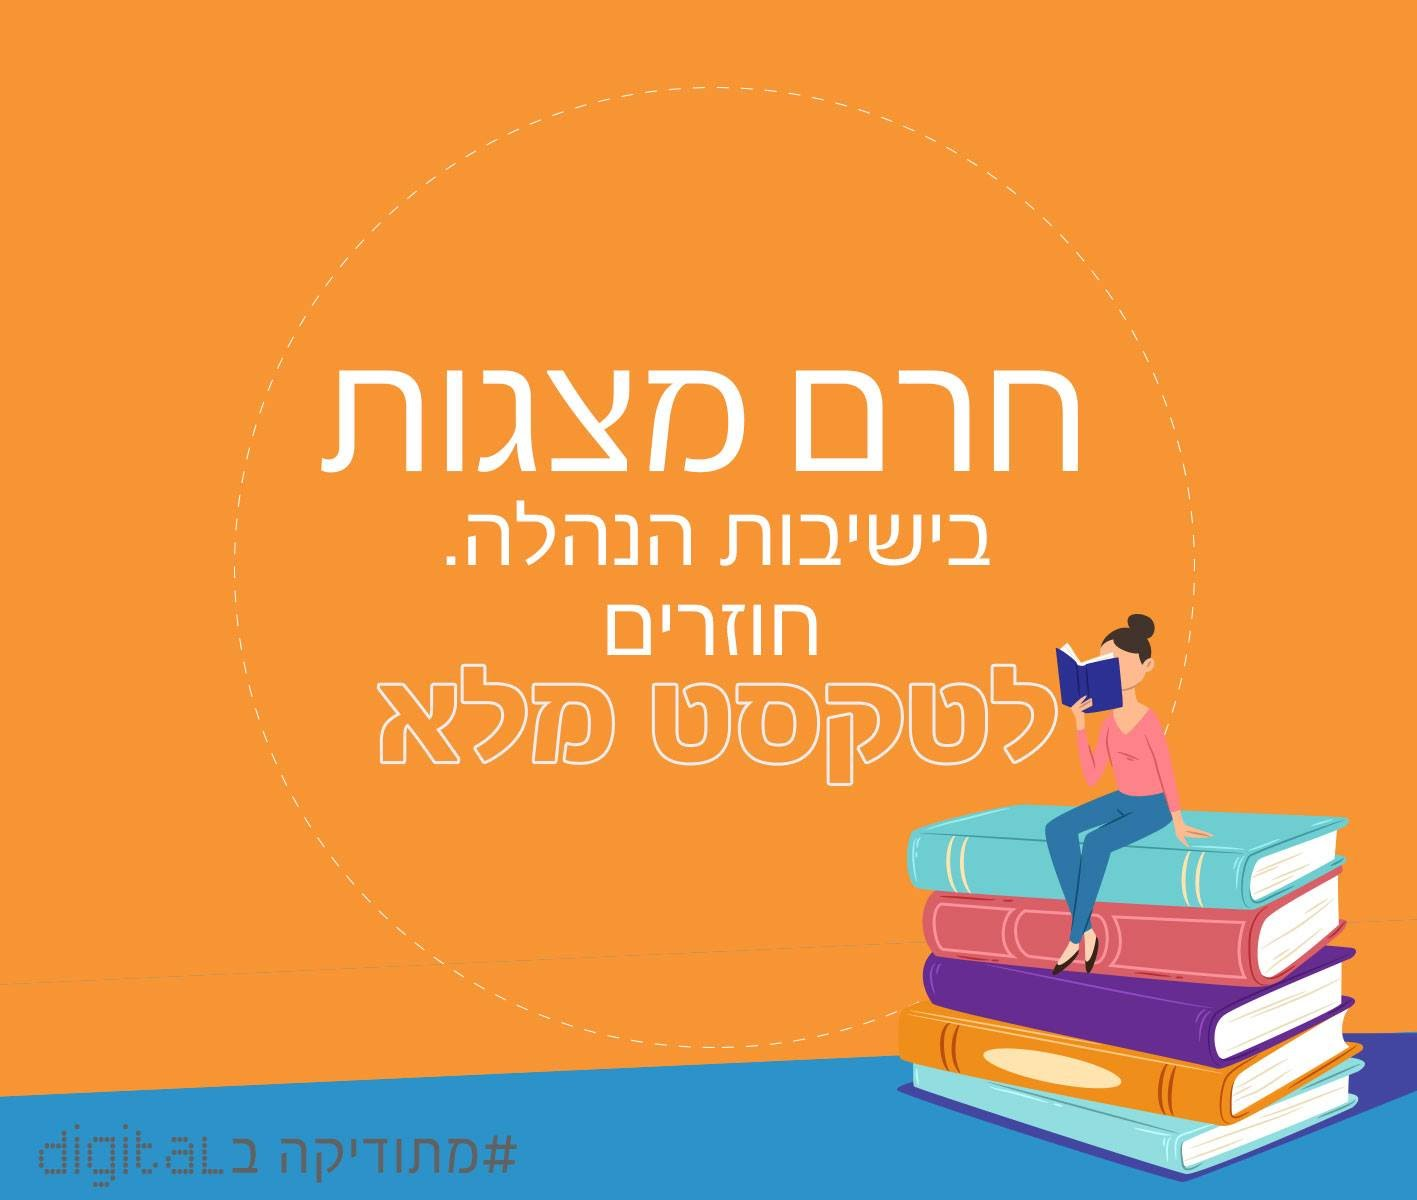 חרם מצגות
בישיבות הנהלה.
חוזרים
לטקסט מלא
#מתודיקה בdigital